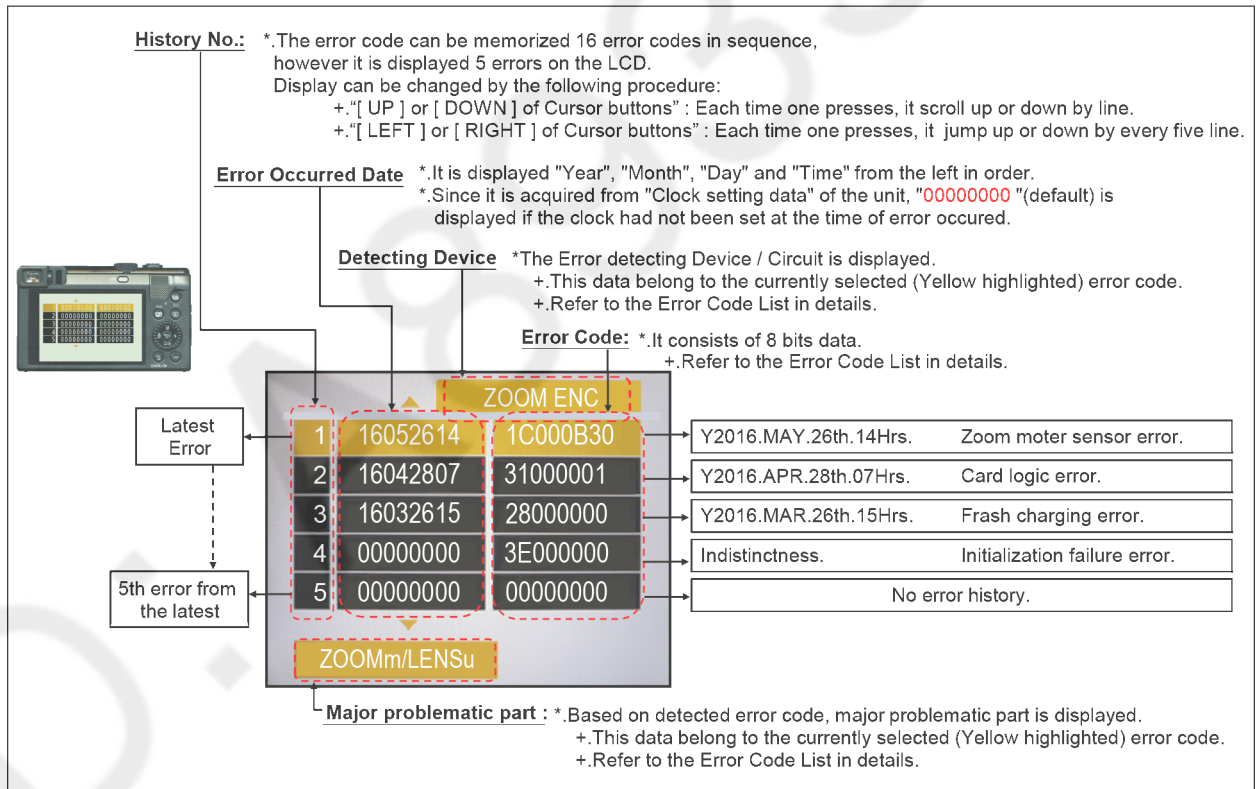 History No.: *.The error code can be memorized 16 error codes in sequence,
however it is displayed 5 errors on the LCD.
Display can be changed by the following procedure:
+."[ UP ] or [ DOWN ] of Cursor buttons" : Each time one presses, it scroll up or down by line.
+."[ LEFT ] or [ RIGHT ] of Cursor buttons" : Each time one presses, it jump up or down by every five line.
Error Occurred Date *.It is displayed "Year", "Month", "Day" and "Time" from the left in order.
*.Since it is acquired from "Clock setting data" of the unit, "00000000 "(default) is
displayed if the clock had not been set at the time of error occured.
Detecting Device *The Error detecting Device / Circuit is displayed.
+.This data belong to the currently selected (Yellow highlighted) error code.
+.Refer to the Error Code List in details.
Error Code: *.It consists of 8 bits data.
+.Refer to the Error Code List in details.
ZOOM ENC
Latest
Error
1 16052614 1C000B30 Y2016.MAY.26th.14Hrs. Zoom moter sensor error.
2 16042807 31000001 Y2016.APR.28th.07Hrs. Card logic error.
3 16032615 28000000 Y2016.MAR.26th.15Hrs. Frash charging error.
4 00000000 3E000000 Indistinctness. Initialization failure error.
5th error from
the latest
5 00000000 00000000 No error history.
ZOOMm/LENSu
Major problematic part : *.Based on detected error code, major problematic part is displayed.
+.This data belong to the currently selected (Yellow highlighted) error code.
+.Refer to the Error Code List in details.